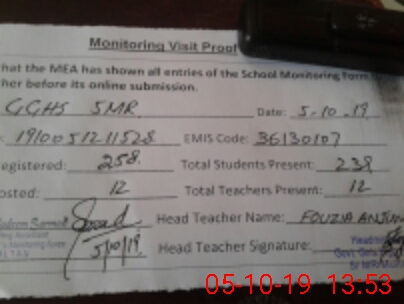 Monitoring Visit Proof
hat the MEA has shown all entries of the School Monitoring Form
her before its online submission.
GGHS SMR Date: 5-10-19
1910051211528 EMIS Code: 36130107
egistered: 258 Total Students Present: 239
osted: 12 Total Teachers Present: 12
Head Teacher Name: FOUZIA ANJUM
5/10/19 Head Teacher Signature:
05-10-19 13:53